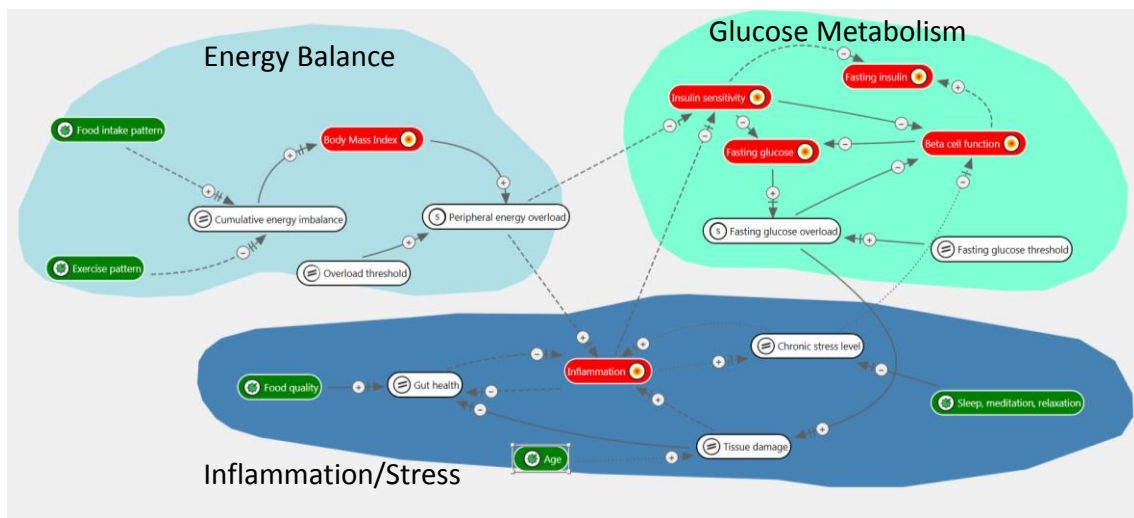 Energy Balance
Glucose Metabolism
Food intake pattern
Body Mass Index
Cumulative energy imbalance
Peripheral energy overload
Exercise pattern
Overload threshold
Insulin sensitivity
Fasting insulin
Fasting glucose
Beta cell function
Fasting glucose overload
Fasting glucose threshold
Chronic stress level
Inflammation
Food quality
Gut health
Sleep, meditation, relaxation
Tissue damage
Age
Inflammation/Stress